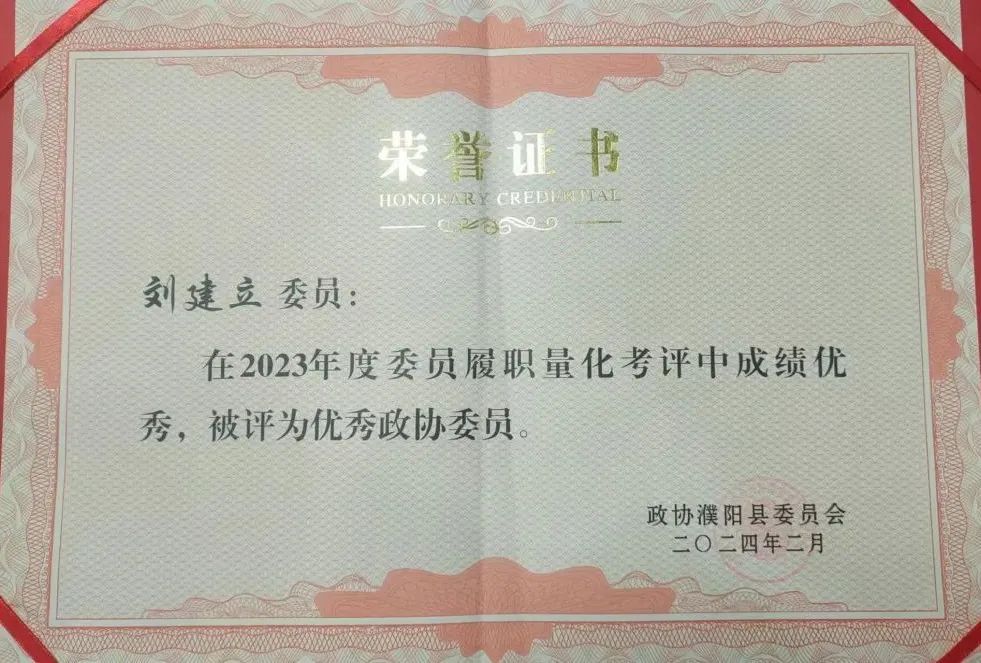 荣誉证书
HONORARY CREDENTIAL
刘建立 委员：
在2023年度委员履职量化考评中成绩优
秀，被评为优秀政协委员。
政协濮阳县委员会
二〇二四年二月